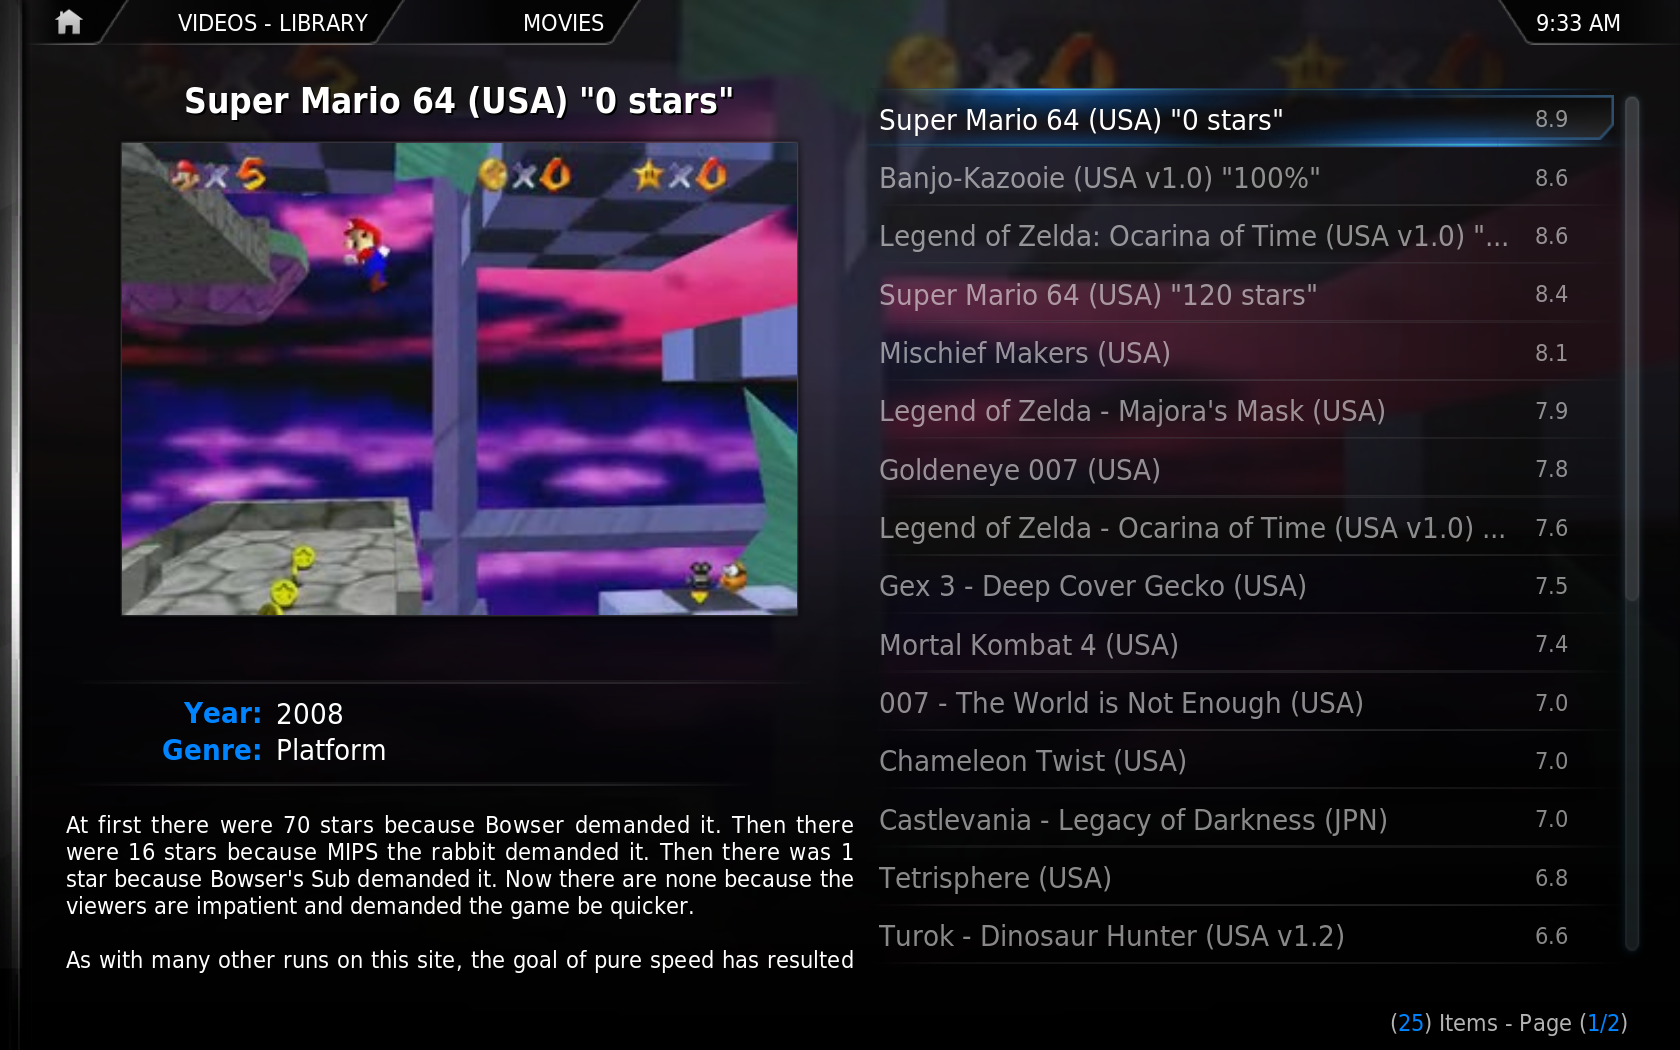 VIDEOS - LIBRARY
MOVIES
9:33 AM
Super Mario 64 (USA) "0 stars"
x 5
x 0
x 0
Year: 2008
Genre: Platform
At first there were 70 stars because Bowser demanded it. Then there
were 16 stars because MIPS the rabbit demanded it. Then there was 1
star because Bowser's Sub demanded it. Now there are none because the
viewers are impatient and demanded the game be quicker.
As with many other runs on this site, the goal of pure speed has resulted
Super Mario 64 (USA) "0 stars" 8.9
Banjo-Kazooie (USA v1.0) "100%" 8.6
Legend of Zelda: Ocarina of Time (USA v1.0) "... 8.6
Super Mario 64 (USA) "120 stars" 8.4
Mischief Makers (USA) 8.1
Legend of Zelda - Majora's Mask (USA) 7.9
Goldeneye 007 (USA) 7.8
Legend of Zelda - Ocarina of Time (USA v1.0) ... 7.6
Gex 3 - Deep Cover Gecko (USA) 7.5
Mortal Kombat 4 (USA) 7.4
007 - The World is Not Enough (USA) 7.0
Chameleon Twist (USA) 7.0
Castlevania - Legacy of Darkness (JPN) 7.0
Tetrisphere (USA) 6.8
Turok - Dinosaur Hunter (USA v1.2) 6.6
(25) Items - Page (1/2)